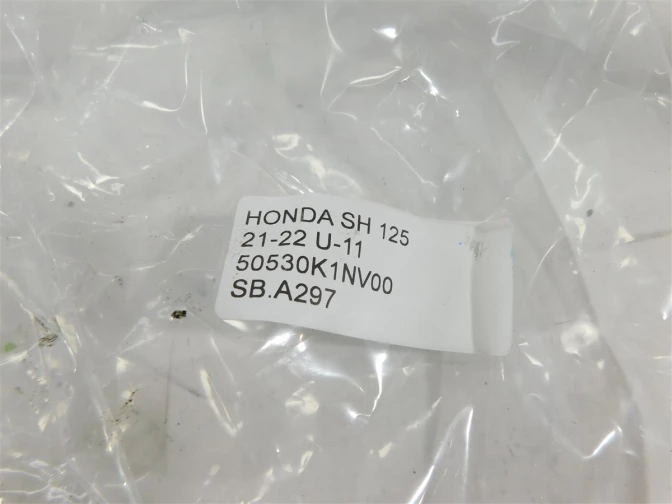 HONDA SH 125
21-22 U-11
50530K1NV00
SB.A297